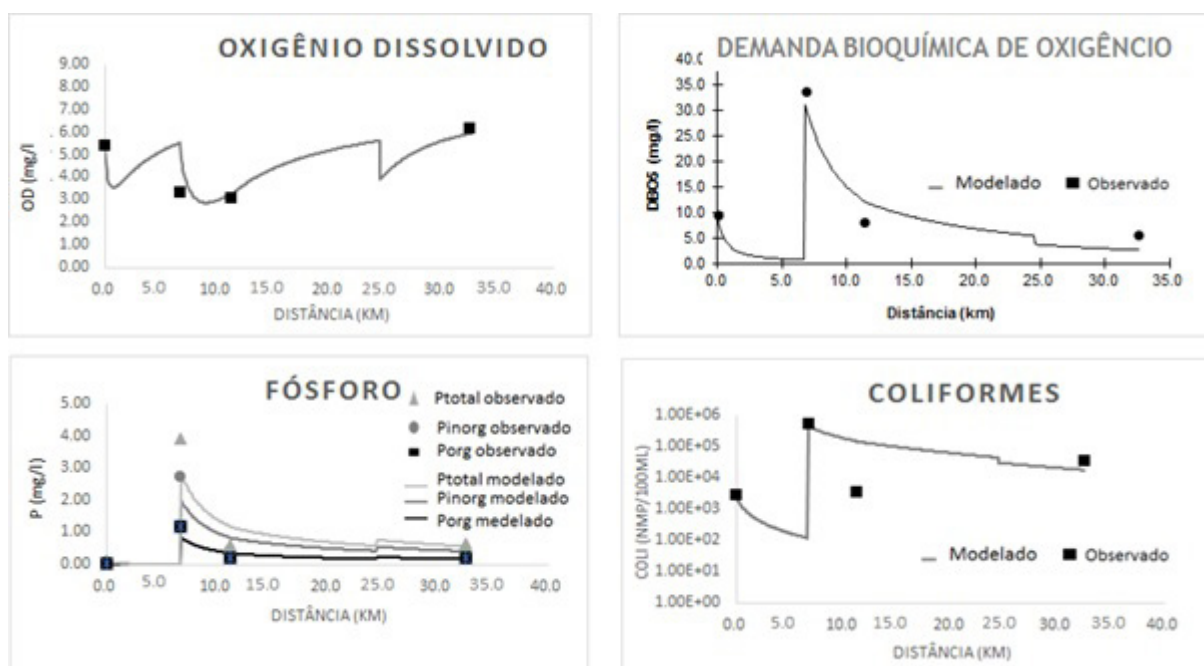 OXIGÊNIO DISSOLVIDO
9.00
8.00
7.00
6.00
5.00
4.00
3.00
2.00
1.00
0.00
OD (mg/l
0.0 5.0 10.0 15.0 20.0 25.0 30.0 35.0 40.0
DISTÂNCIA (KM)
DEMANDA BIOQUÍMICA DE OXIGÊNCIO
40.0
35.0
30.0
25.0
20.0
15.0
10.0
5.0
0.0
DBO5 (mg/l)
Modelado Observado
0.0 5.0 10.0 15.0 20.0 25.0 30.0 35.0
Distância (km)
FÓSFORO
5.00
4.00
3.00
2.00
1.00
0.00
P (mg/l)
Ptotal observado
Pinorg observado
Porg observado
Ptotal modelado
Pinorg modelado
Porg medelado
0.0 5.0 10.0 15.0 20.0 25.0 30.0 35.0 40.0
DISTÂNCIA (KM)
COLIFORMES
1.00E+06
1.00E+05
1.00E+04
1.00E+03
1.00E+02
1.00E+01
1.00E+00
COLI (NMP/100ML)
Modelado Observado
0.0 5.0 10.0 15.0 20.0 25.0 30.0 35.0 40.0
DISTÂNCIA (KM)